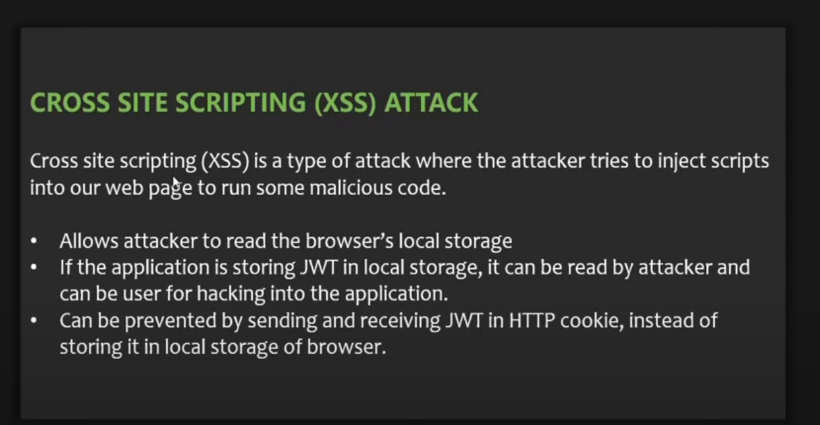 CROSS SITE SCRIPTING (XSS) ATTACK
Cross site scripting (XSS) is a type of attack where the attacker tries to inject scripts
into our web page to run some malicious code.
• Allows attacker to read the browser’s local storage
• If the application is storing JWT in local storage, it can be read by attacker and
can be user for hacking into the application.
• Can be prevented by sending and receiving JWT in HTTP cookie, instead of
storing it in local storage of browser.